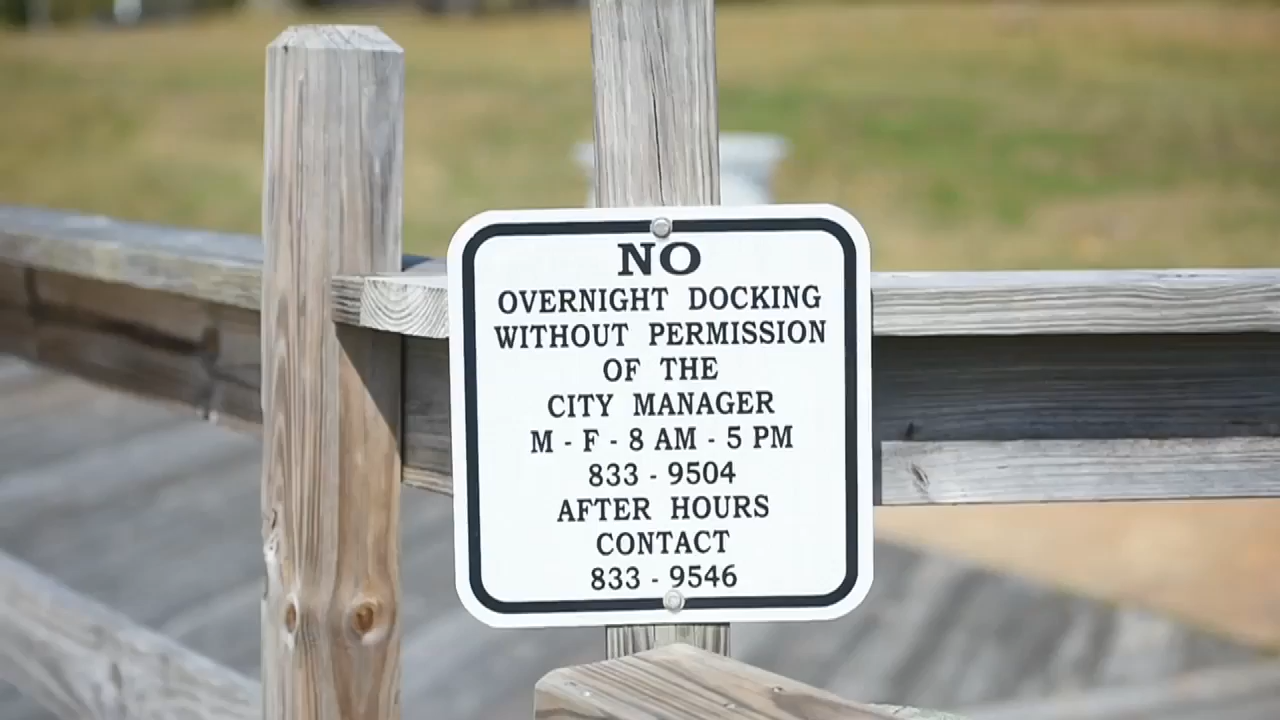 NO
OVERNIGHT DOCKING
WITHOUT PERMISSION
OF THE
CITY MANAGER
M - F - 8 AM - 5 PM
833 - 9504
AFTER HOURS
CONTACT
833 - 9546